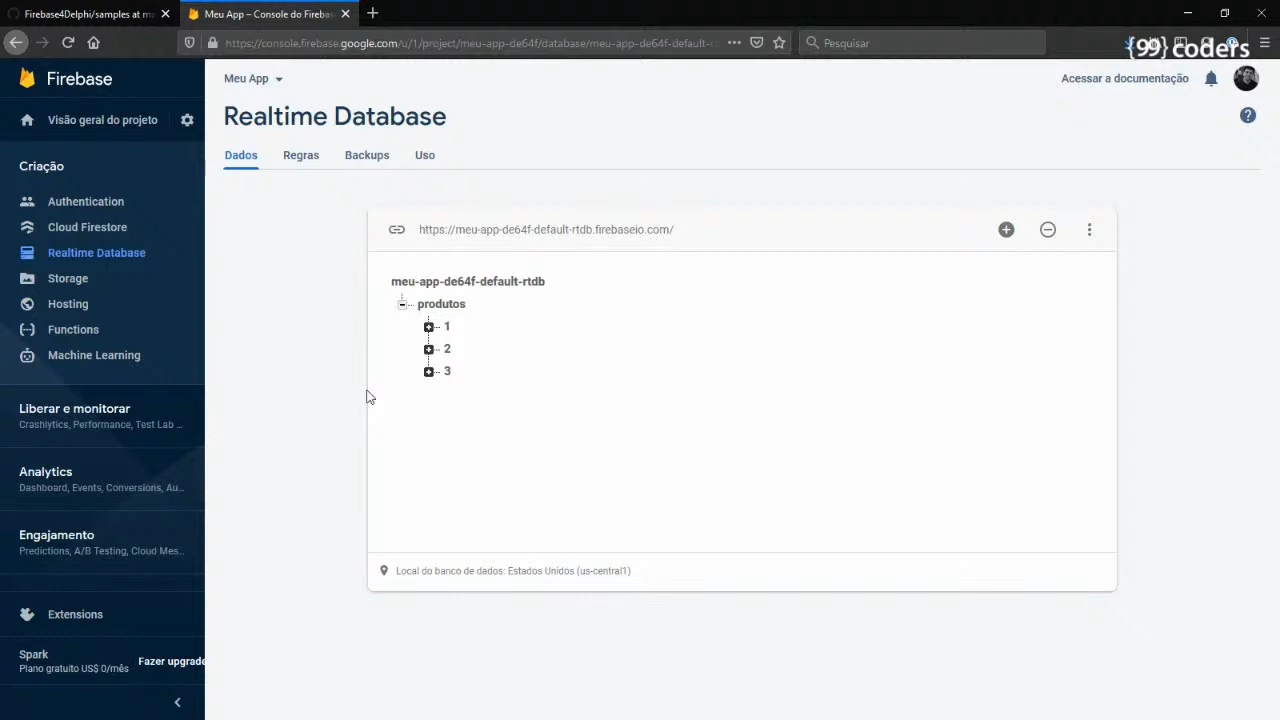 Firebase4Delphi/samples at m
Meu App – Console do Firebas
https://console.firebase.google.com/u/1/project/meu-app-de64f/database/meu-app-de64f-default-r
Pesquisar
{99} coders
Firebase
Meu App
Acessar a documentação
Visão geral do projeto
Realtime Database
Dados
Regras
Backups
Uso
Criação
Authentication
Cloud Firestore
Realtime Database
Storage
Hosting
Functions
Machine Learning
https://meu-app-de64f-default-rtdb.firebaseio.com/
meu-app-de64f-default-rtdb
produtos
1
2
3
Liberar e monitorar
Crashlytics, Performance, Test Lab ...
Analytics
Dashboard, Events, Conversions, Au...
Engajamento
Predictions, A/B Testing, Cloud Mes...
Local do banco de dados: Estados Unidos (us-central1)
Extensions
Spark
Plano gratuito US$ 0/mês
Fazer upgrade